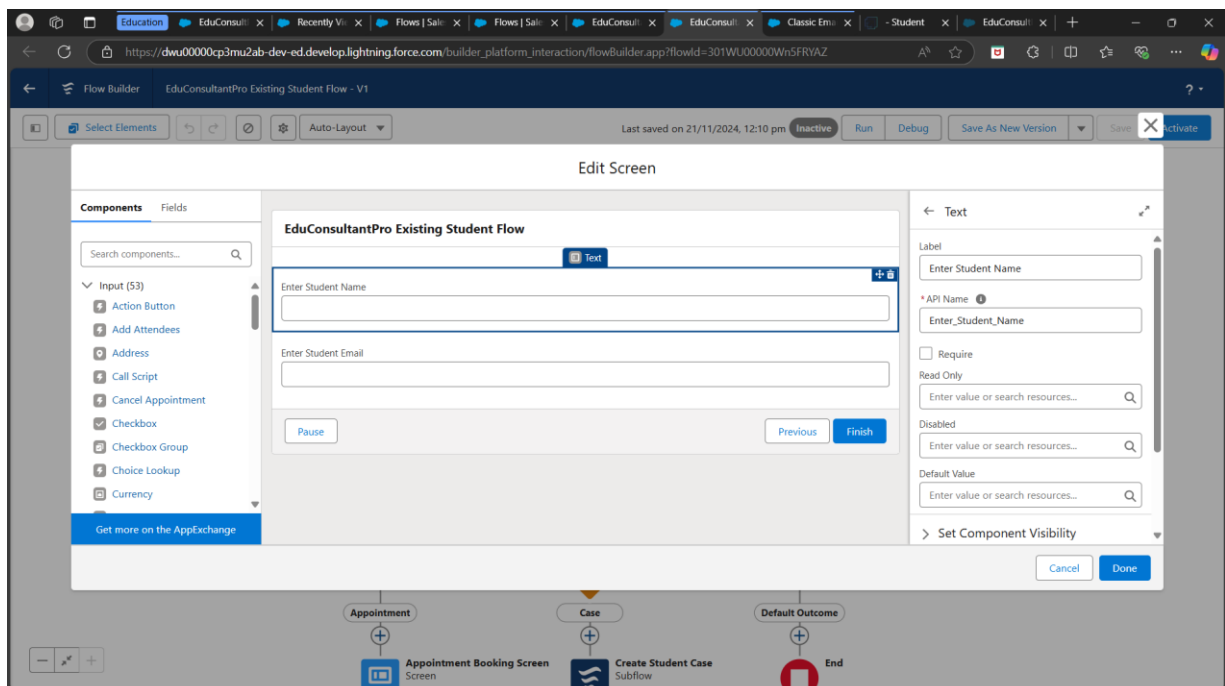 Education
EduConsult
Recently Vi
Flows | Sale
Flows | Sale
EduConsult
EduConsult
Classic Ema
- Student
EduConsult
https://dwu00000cp3mu2ab-dev-ed.develop.lightning.force.com/builder_platform_interaction/flowBuilder.app?flowId=301WU00000Wn5FRYAZ
Flow Builder
EduConsultantPro Existing Student Flow - V1
?
Select Elements
Auto-Layout
Last saved on 21/11/2024, 12:10 pm
Inactive
Run
Debug
Save As New Version
Save
Activate
Edit Screen
Components
Fields
Search components...
Input (53)
Action Button
Add Attendees
Address
Call Script
Cancel Appointment
Checkbox
Checkbox Group
Choice Lookup
Currency
Get more on the AppExchange
EduConsultantPro Existing Student Flow
Text
Enter Student Name
Enter Student Email
Pause
Previous
Finish
Text
Label
Enter Student Name
* API Name
Enter_Student_Name
Require
Read Only
Enter value or search resources...
Disabled
Enter value or search resources...
Default Value
Enter value or search resources...
Set Component Visibility
Cancel
Done
Appointment
Case
Default Outcome
Appointment Booking Screen
Screen
Create Student Case
Subflow
End